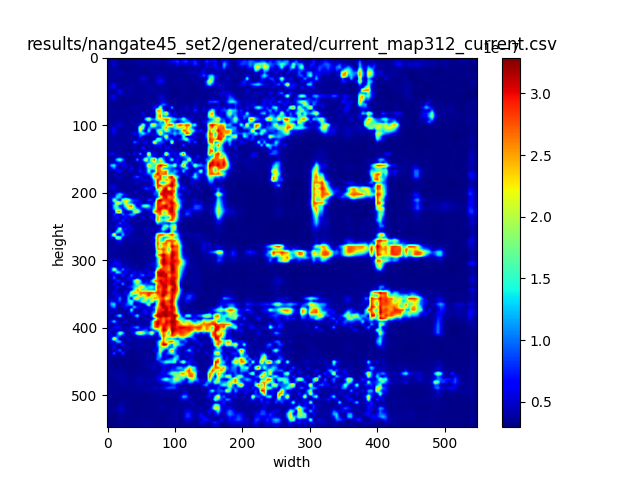 results/nangate45_set2/generated/current_map312_current.csv
1e−7
0
100
200
300
400
500
height
0 100 200 300 400 500
width
3.0
2.5
2.0
1.5
1.0
0.5